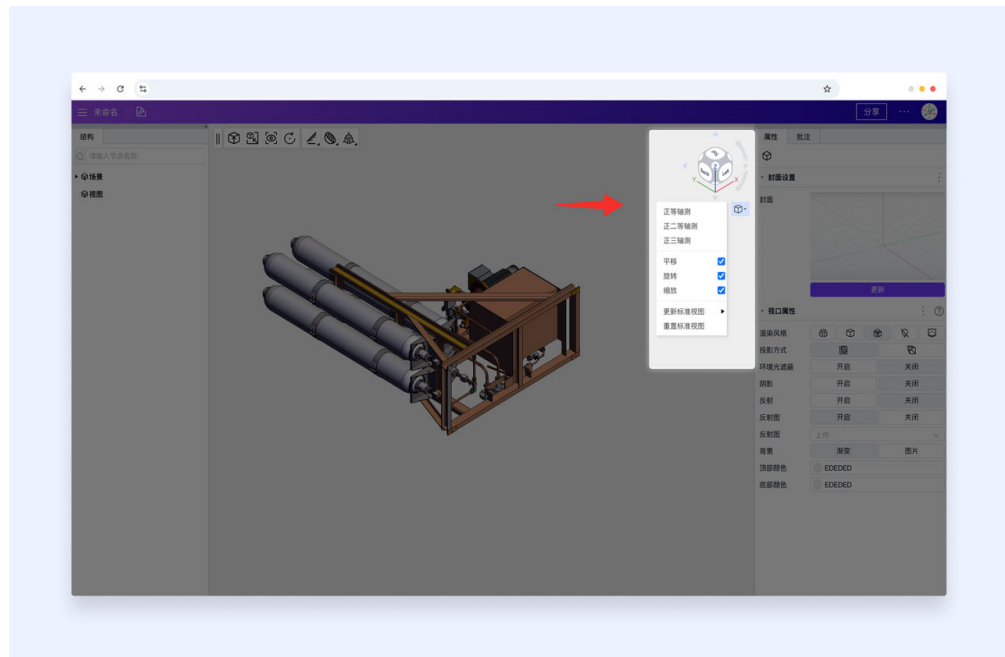 未命名
分享
结构
请输入节点名称
场景
视图
Back
Left
Y
X
正等轴测
正二等轴测
正三轴测
平移
旋转
缩放
更新标准视图
重置标准视图
属性 批注
封面设置
封面
更新
视口属性
渲染风格
投影方式
环境光遮蔽 开启 关闭
阴影 开启 关闭
反射 开启 关闭
反射图 开启 关闭
反射图 上传
背景 渐变 图片
顶部颜色 EDEDED
底部颜色 EDEDED